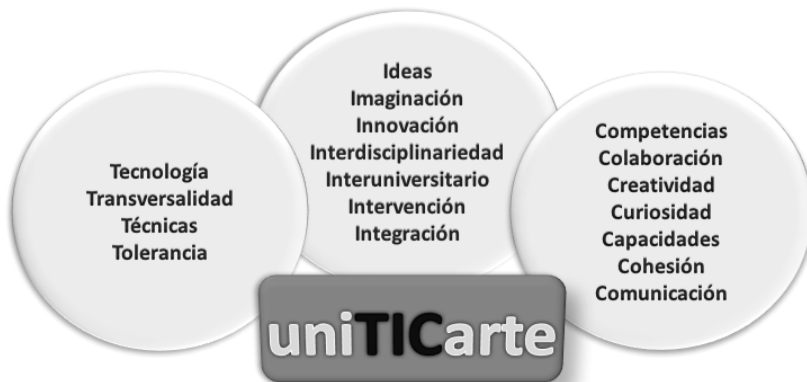 Tecnología
Transversalidad
Técnicas
Tolerancia
Ideas
Imaginación
Innovación
Interdisciplinariedad
Interuniversitario
Intervención
Integración
Competencias
Colaboración
Creatividad
Curiosidad
Capacidades
Cohesión
Comunicación
uniTICarte